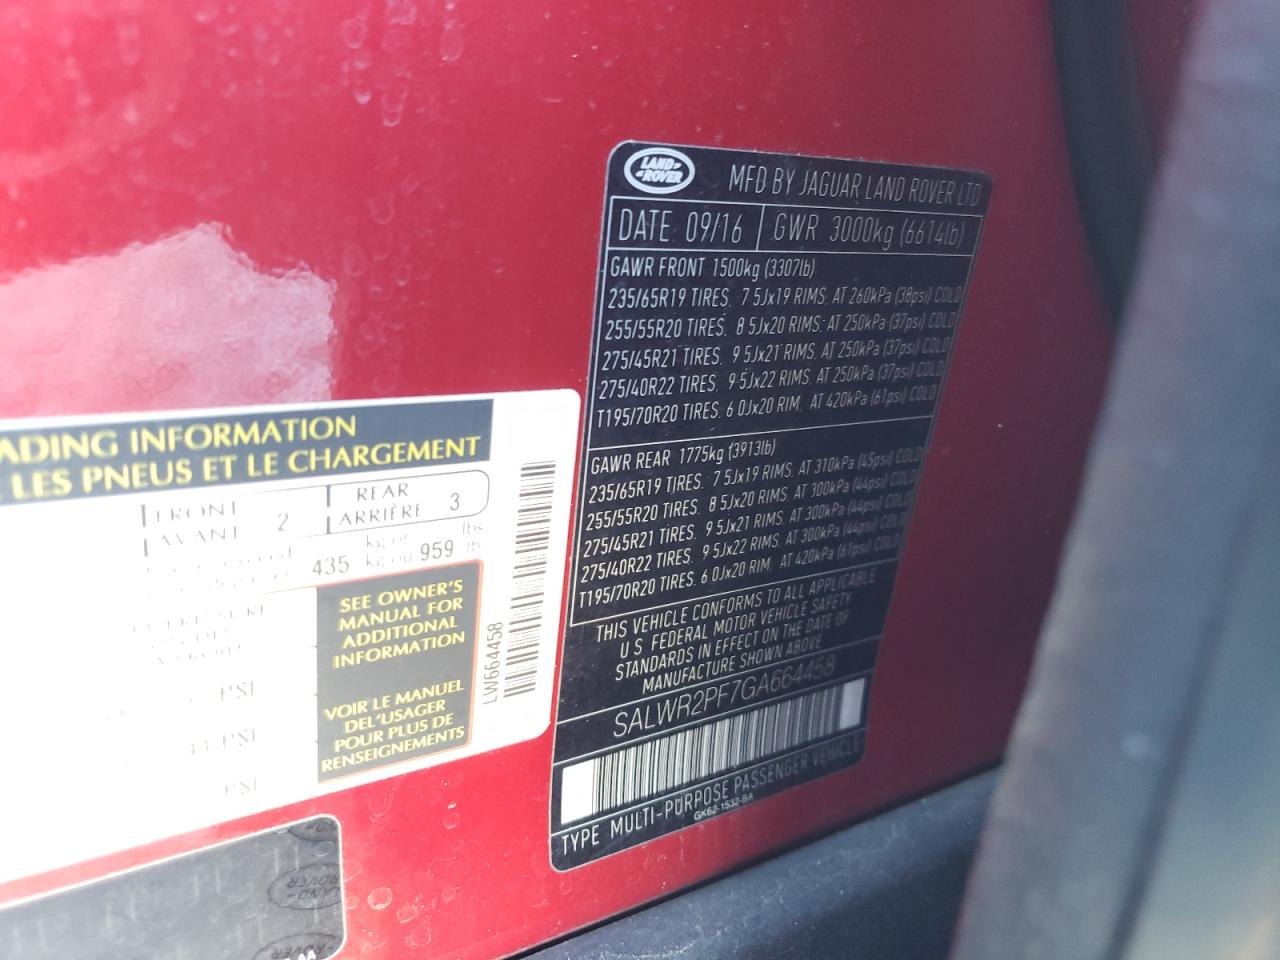 LAND-
-ROVER
MFD BY JAGUAR LAND ROVER LTD
DATE 09/16 GWR 3000kg (6614lb)
GAWR FRONT 1500kg (3307lb)
235/65R19 TIRES. 7 5Jx19 RIMS. AT 260kPa (38psi) COLD
255/55R20 TIRES. 8 5Jx20 RIMS. AT 250kPa (37psi) COLD
275/45R21 TIRES. 9 5Jx21 RIMS. AT 250kPa (37psi) COLD
275/40R22 TIRES. 9 5Jx22 RIMS. AT 250kPa (37psi) COLD
T195/70R20 TIRES. 6 0Jx20 RIM. AT 420kPa (61psi) COLD
GAWR REAR 1775kg (3913lb)
235/65R19 TIRES. 7 5Jx19 RIMS. AT 310kPa (45psi) COLD
255/55R20 TIRES. 8 5Jx20 RIMS. AT 300kPa (44psi) COLD
275/45R21 TIRES. 9 5Jx21 RIMS. AT 300kPa (44psi) COLD
275/40R22 TIRES. 9 5Jx22 RIMS. AT 300kPa (44psi) COLD
T195/70R20 TIRES. 6 0Jx20 RIM. AT 420kPa (61psi) COLD
THIS VEHICLE CONFORMS TO ALL APPLICABLE
U S FEDERAL MOTOR VEHICLE SAFETY
STANDARDS IN EFFECT ON THE DATE OF
MANUFACTURE SHOWN ABOVE
SALWR2PF7GA664458
TYPE MULTI-PURPOSE PASSENGER VEHICLE
GK62-1532-BA
ADING INFORMATION
LES PNEUS ET LE CHARGEMENT
FRONT 2 REAR 3
AVANT ARRIÈRE
435 kg or 959 lbs.
SEE OWNER'S
MANUAL FOR
ADDITIONAL
INFORMATION
VOIR LE MANUEL
DEL'USAGER
POUR PLUS DE
RENSEIGNEMENTS
PSI
44 PSI
PSI
LW664458
LAND-
-ROVER
-ROVER